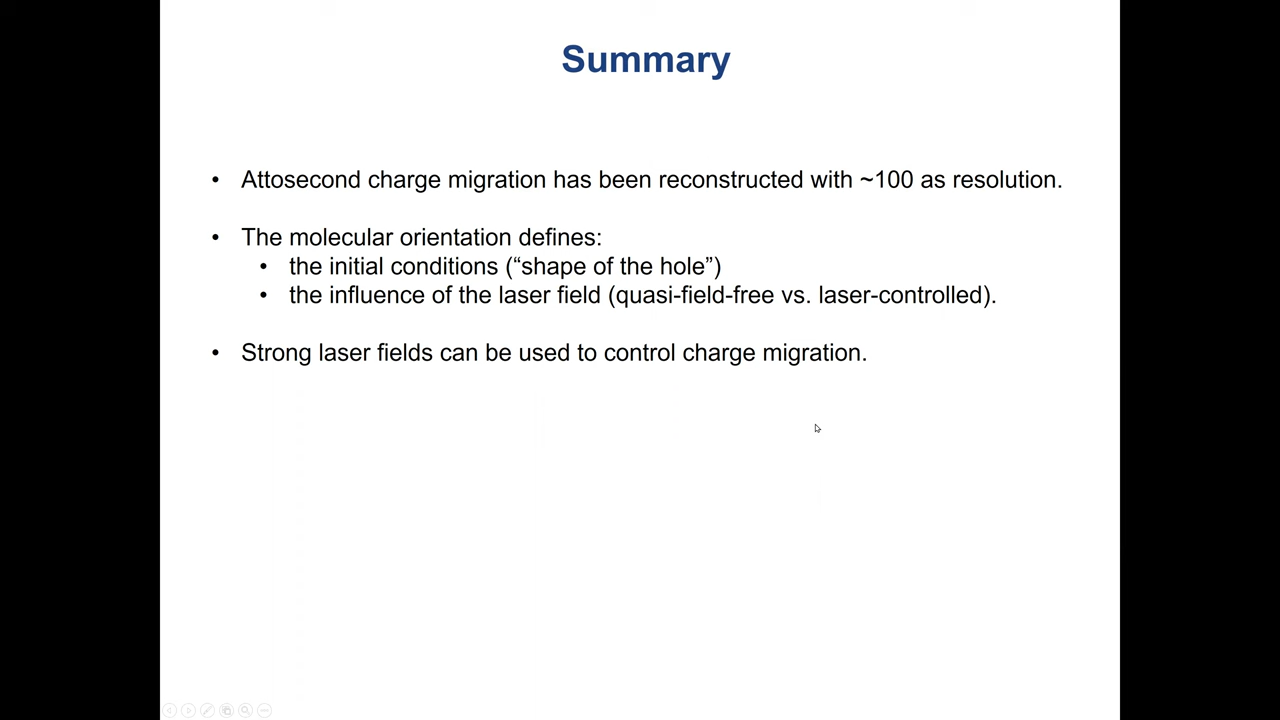 Summary
• Attosecond charge migration has been reconstructed with ~100 as resolution.
• The molecular orientation defines:
• the initial conditions (“shape of the hole”)
• the influence of the laser field (quasi-field-free vs. laser-controlled).
• Strong laser fields can be used to control charge migration.